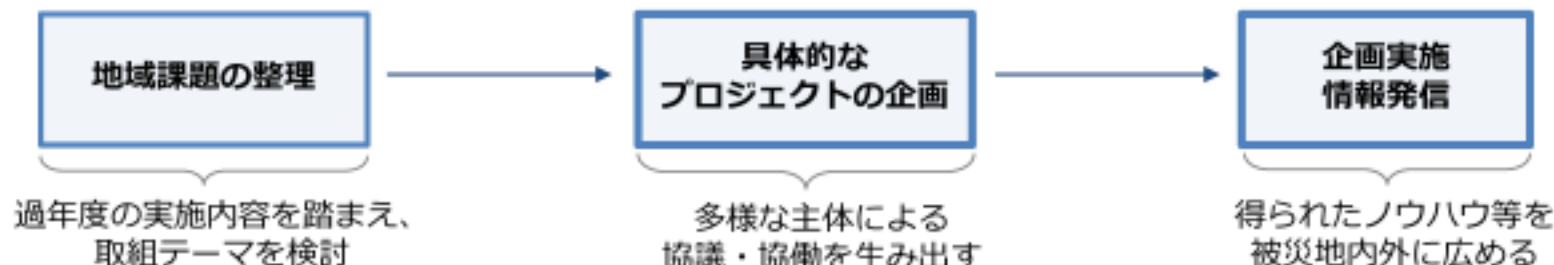 地域課題の整理
過年度の実施内容を踏まえ、
取組テーマを検討
具体的な
プロジェクトの企画
多様な主体による
協議・協働を生み出す
企画実施
情報発信
得られたノウハウ等を
被災地内外に広める